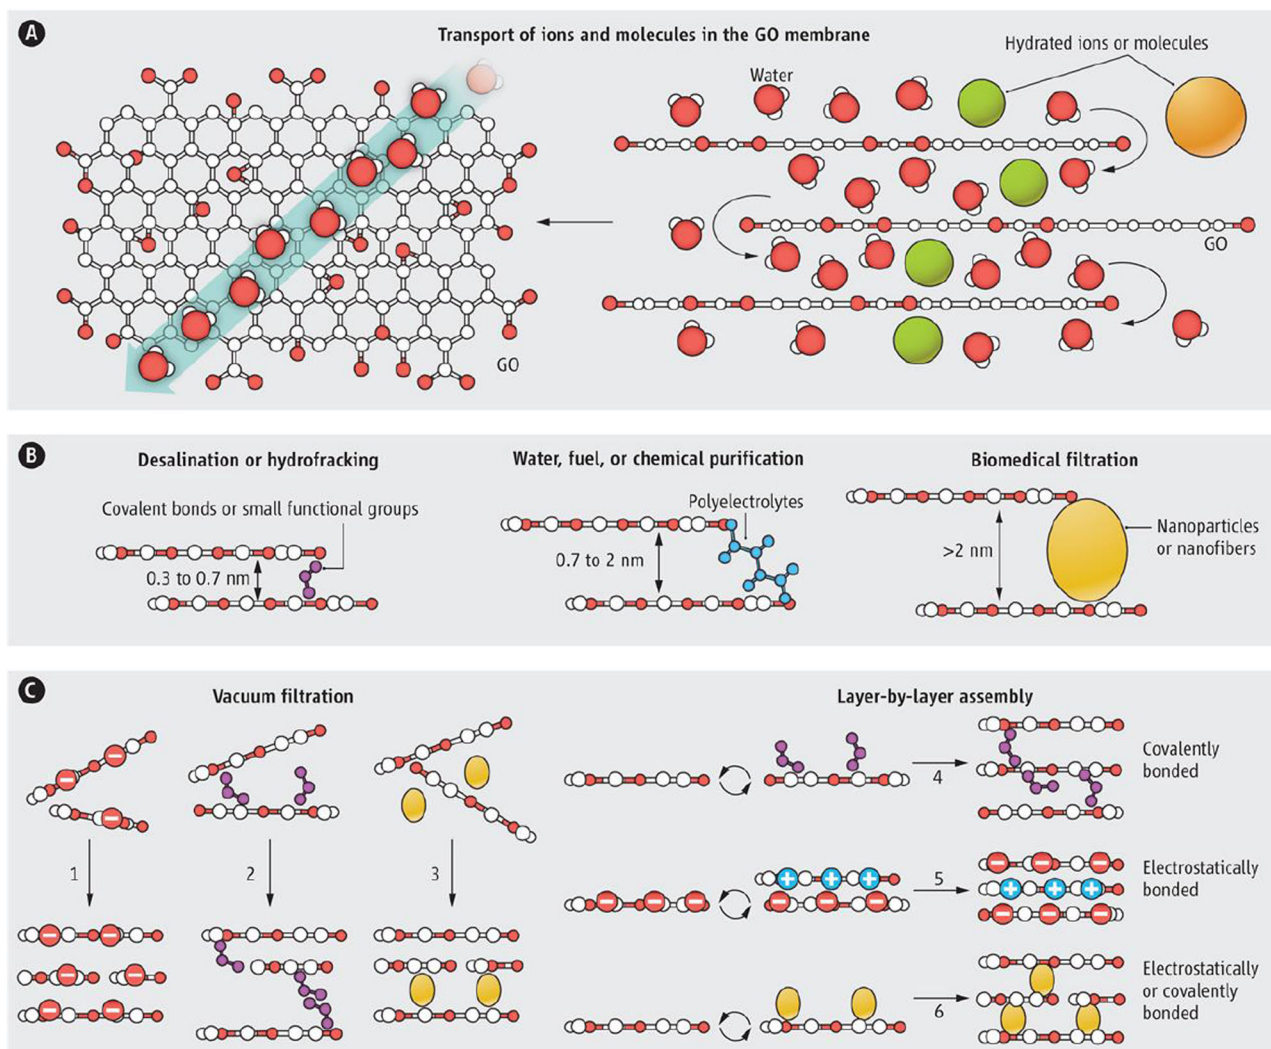 A
Transport of ions and molecules in the GO membrane
Hydrated ions or molecules
Water
GO
GO
B
Desalination or hydrofracking
Covalent bonds or small functional groups
0.3 to 0.7 nm
Water, fuel, or chemical purification
Polyelectrolytes
0.7 to 2 nm
Biomedical filtration
>2 nm
Nanoparticles
or nanofibers
C
Vacuum filtration
1
2
3
Layer-by-layer assembly
4
Covalently
bonded
5
Electrostatically
bonded
6
Electrostatically
or covalently
bonded